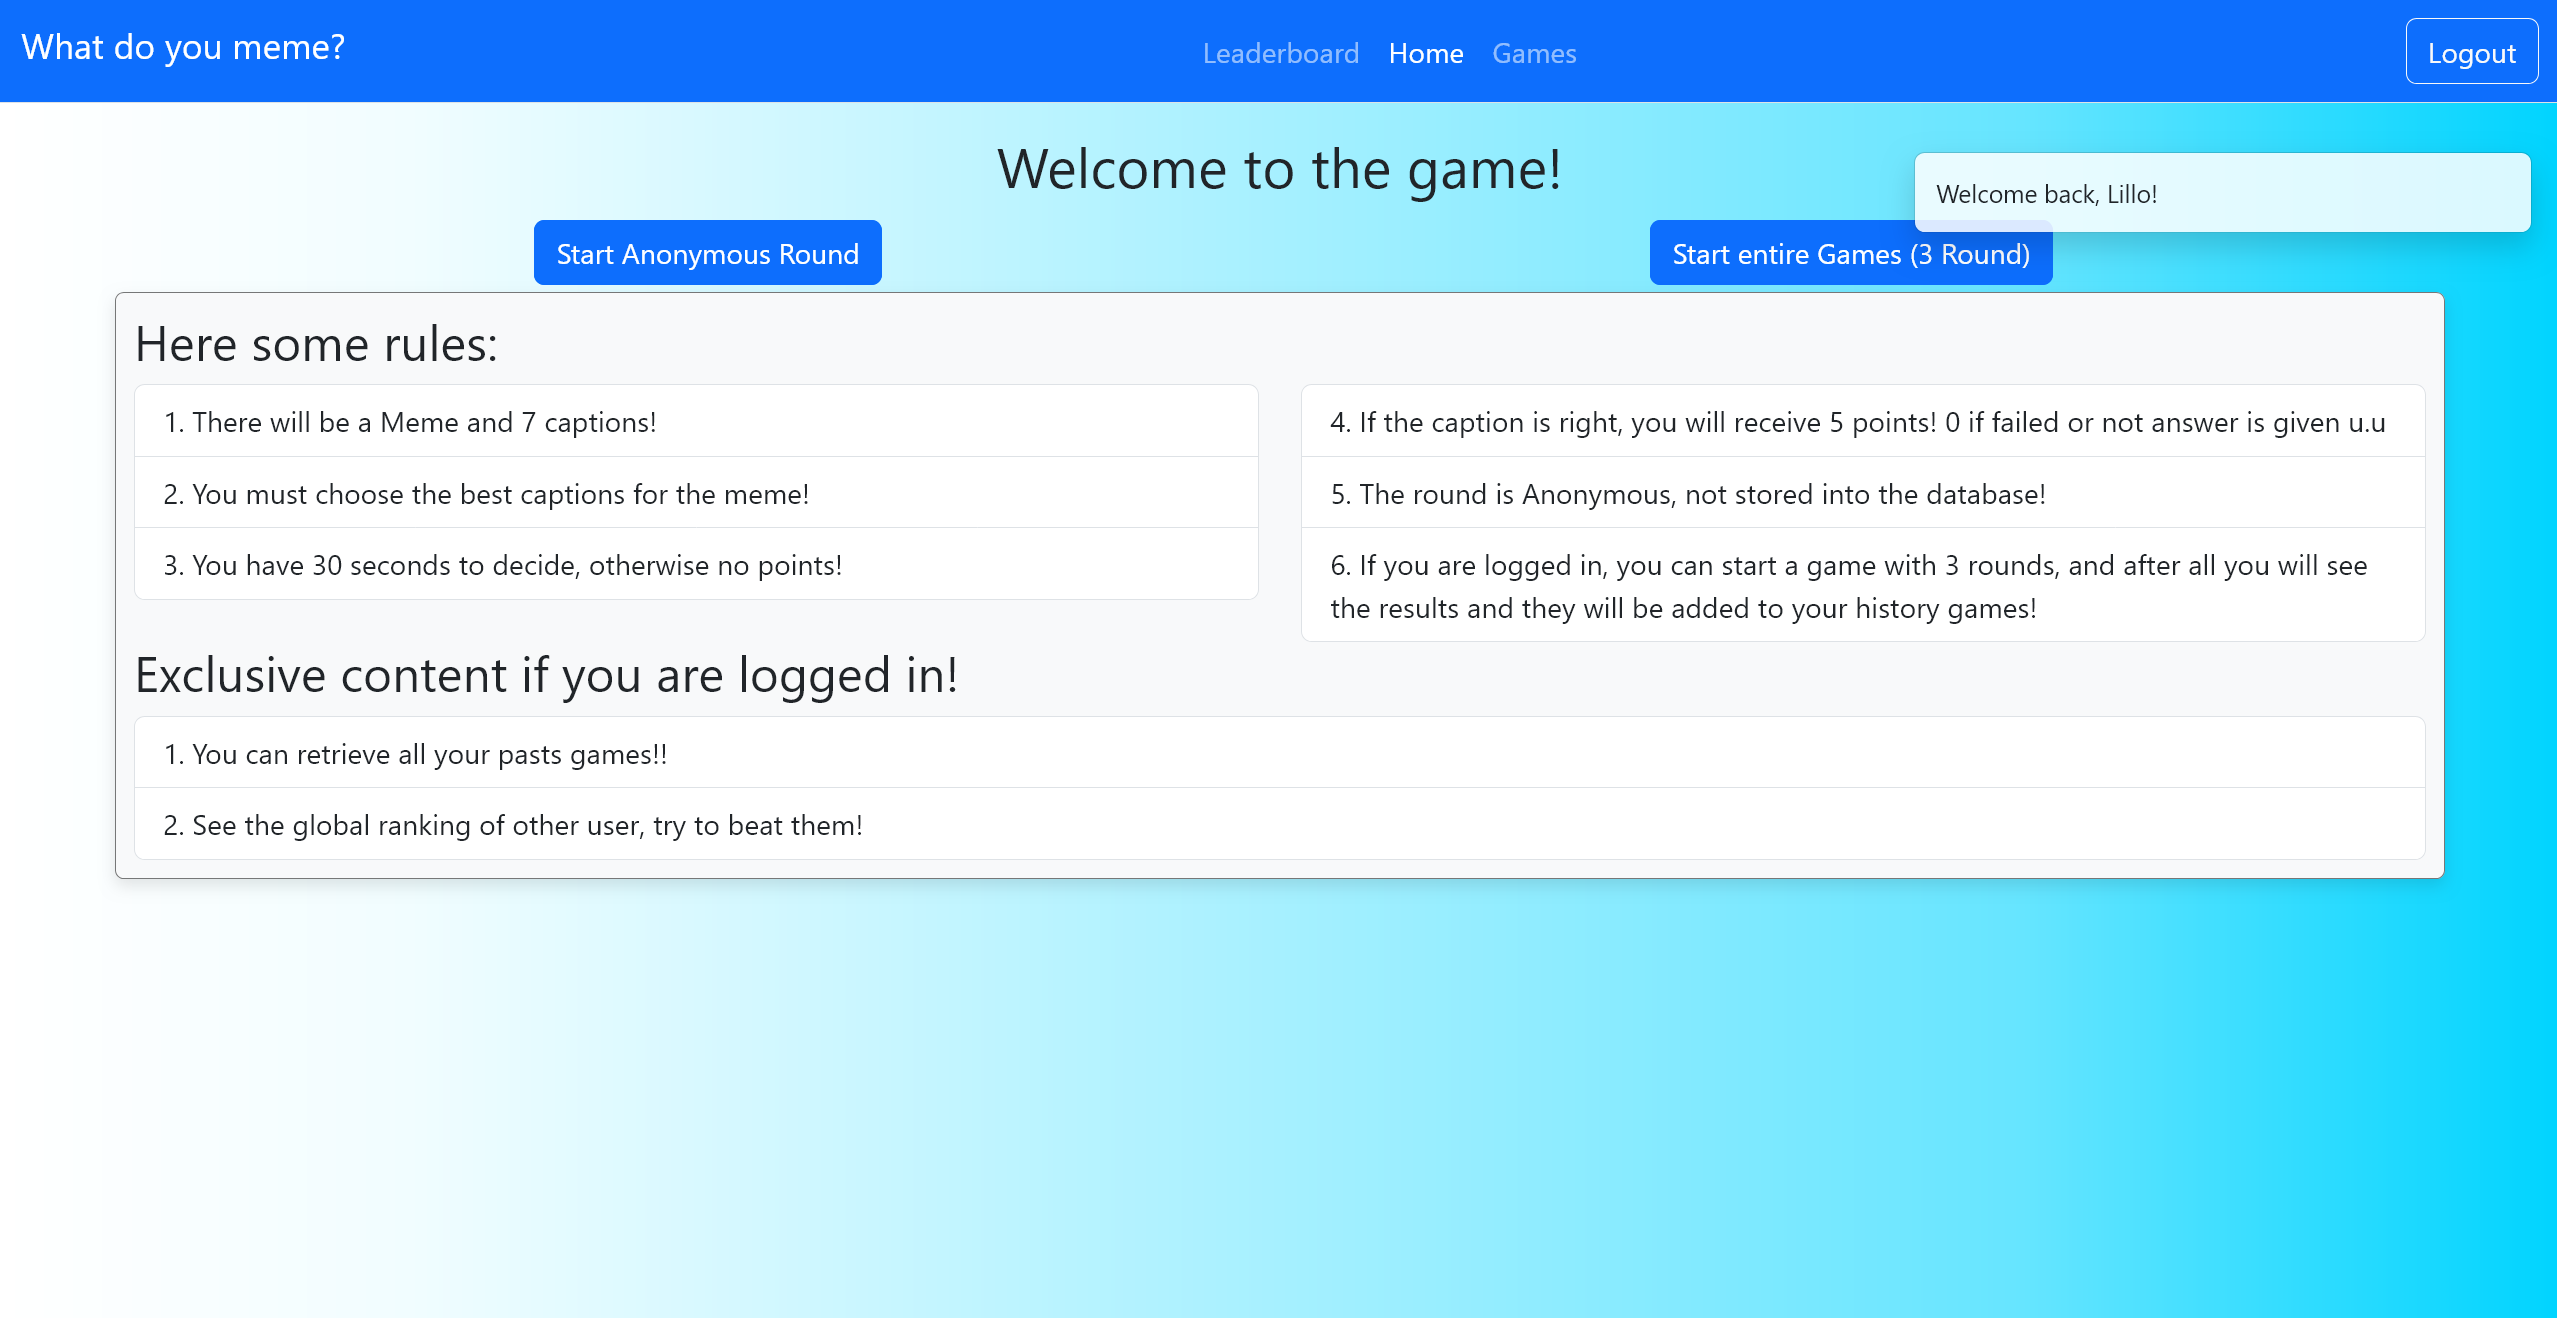 What do you meme?
Leaderboard Home Games
Logout
Welcome to the game!
Welcome back, Lillo!
Start Anonymous Round
Start entire Games (3 Round)
Here some rules:
1. There will be a Meme and 7 captions!
2. You must choose the best captions for the meme!
3. You have 30 seconds to decide, otherwise no points!
4. If the caption is right, you will receive 5 points! 0 if failed or not answer is given u.u
5. The round is Anonymous, not stored into the database!
6. If you are logged in, you can start a game with 3 rounds, and after all you will see
the results and they will be added to your history games!
Exclusive content if you are logged in!
1. You can retrieve all your pasts games!!
2. See the global ranking of other user, try to beat them!